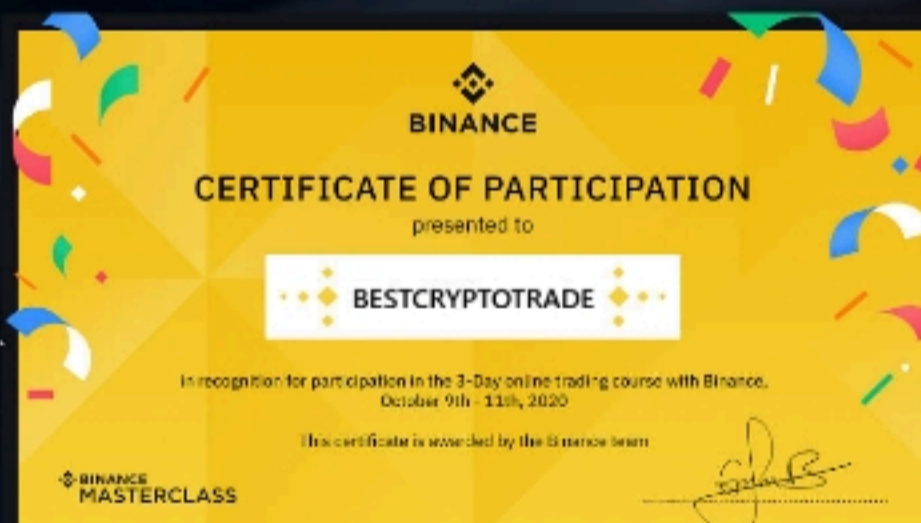 BINANCE
CERTIFICATE OF PARTICIPATION
presented to
BESTCRYPTOTRADE
in recognition for participation in the 3-Day online trading course with Binance.
October 9th - 11th, 2020
This certificate is awarded by the Binance team
BINANCE
MASTERCLASS